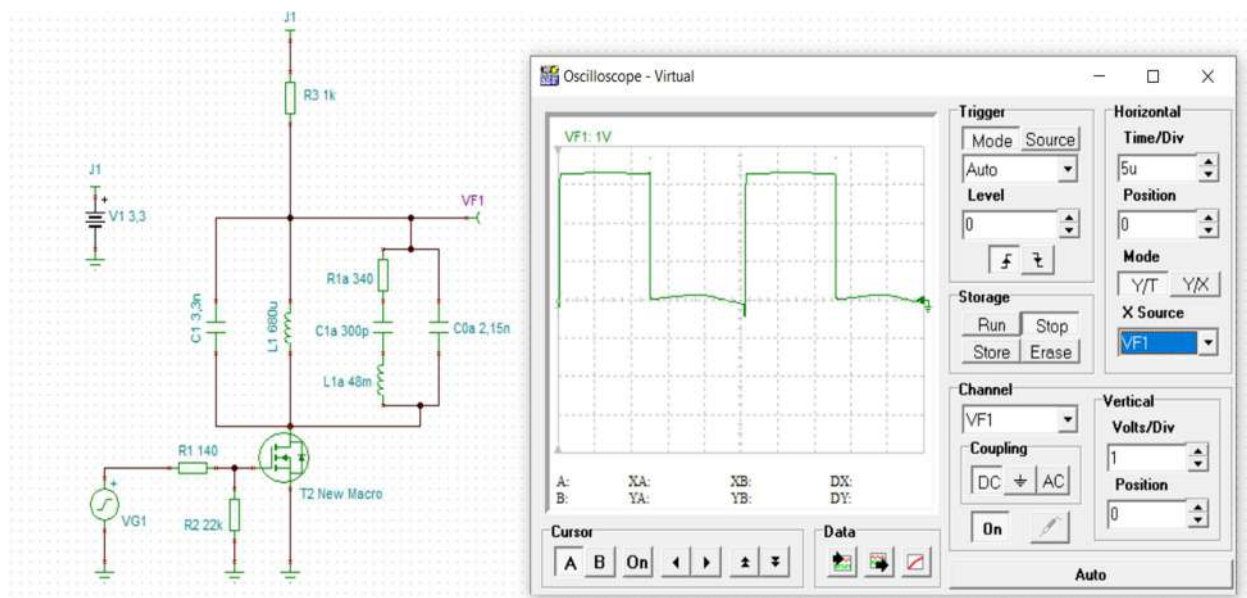 J1
R3 1k
J1
V1 3,3
VF1
C1 3,3n
L1 680u
R1a 340
C1a 300p
C0a 2,15n
L1a 48m
R1 140
T2 New Macro
VG1
R2 22k
Oscilloscope - Virtual
VF1: 1V
A: XA: XB: DX:
B: YA: YB: DY:
Cursor
A B On
Data
Trigger
Mode Source
Auto
Level
0
Storage
Run Stop
Store Erase
Horizontal
Time/Div
5u
Position
0
Mode
Y/T Y/X
X Source
VF1
Channel
VF1
Coupling
DC AC
On
Vertical
Volts/Div
1
Position
0
Auto